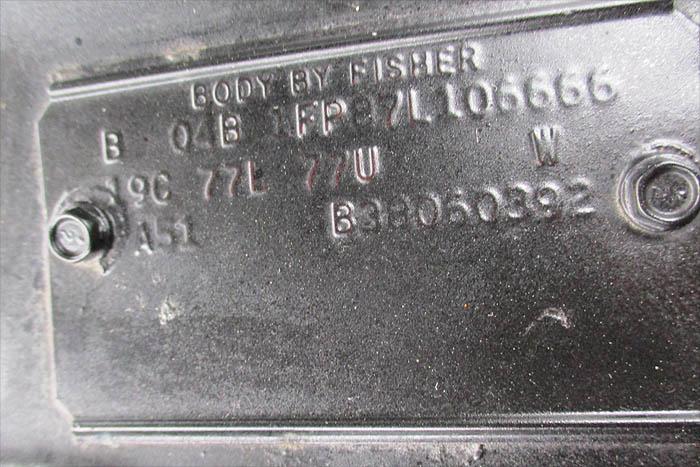 BODY BY FISHER
B 04B 1FP87L106666
19C 77L 77U W
A51 B38060392